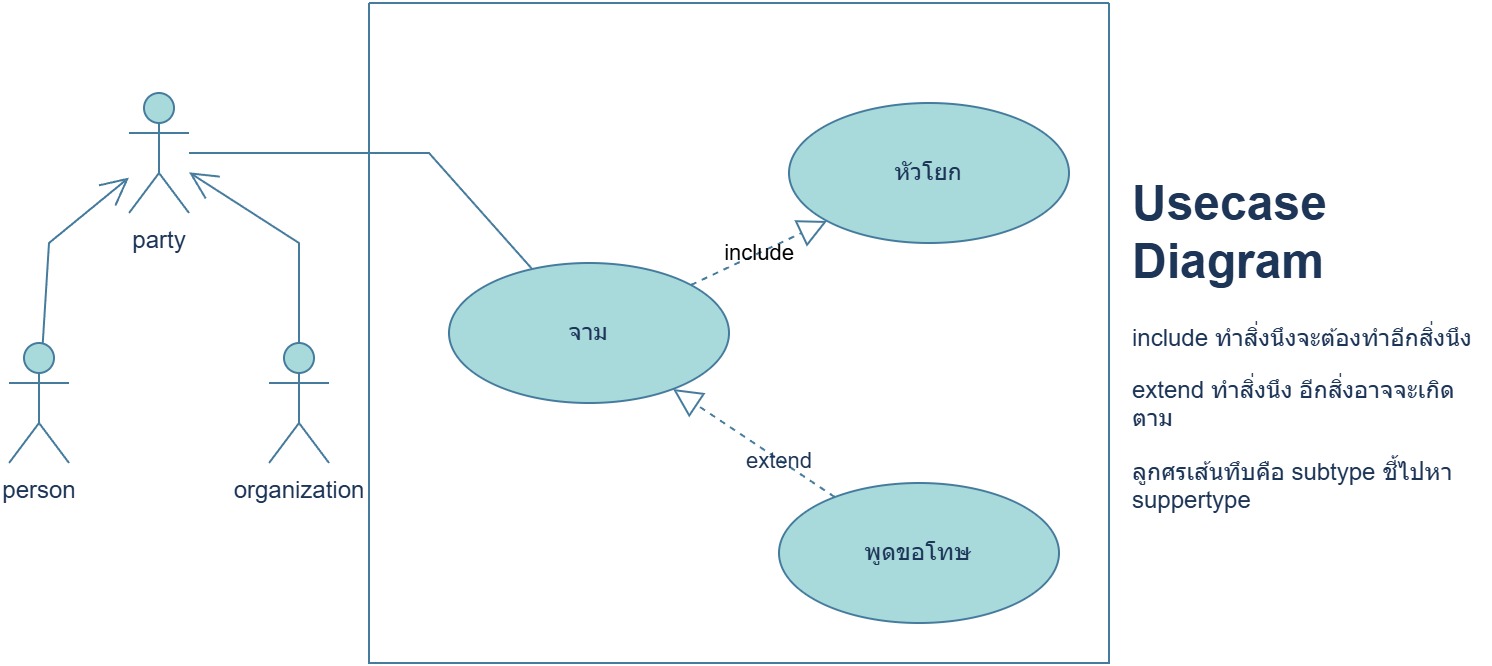 party
person
organization
หัวโยก
include
จาม
extend
พูดขอโทษ
Usecase
Diagram
include ทำสิ่งนึงจะต้องทำอีกสิ่งนึง
extend ทำสิ่งนึง อีกสิ่งอาจจะเกิด
ตาม
ลูกศรเส้นทึบคือ subtype ชี้ไปหา
suppertype